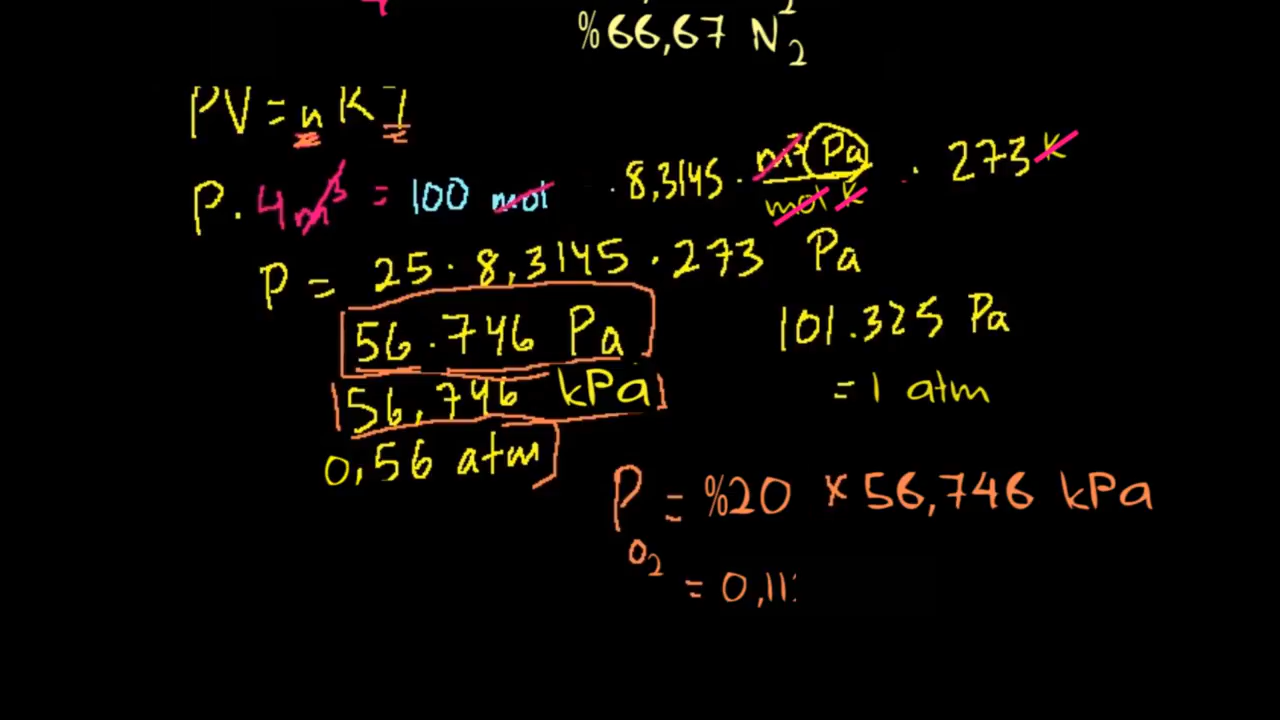 %66,67 N₂
PV = nRT
P . 4 m³ = 100 mol . 8,3145 . m³ Pa / mol K . 273 K
P = 25 . 8,3145 . 273 Pa
56.746 Pa
101.325 Pa
56,746 kPa
= 1 atm
0,56 atm
P O₂ = %20 x 56,746 kPa
= 0,11